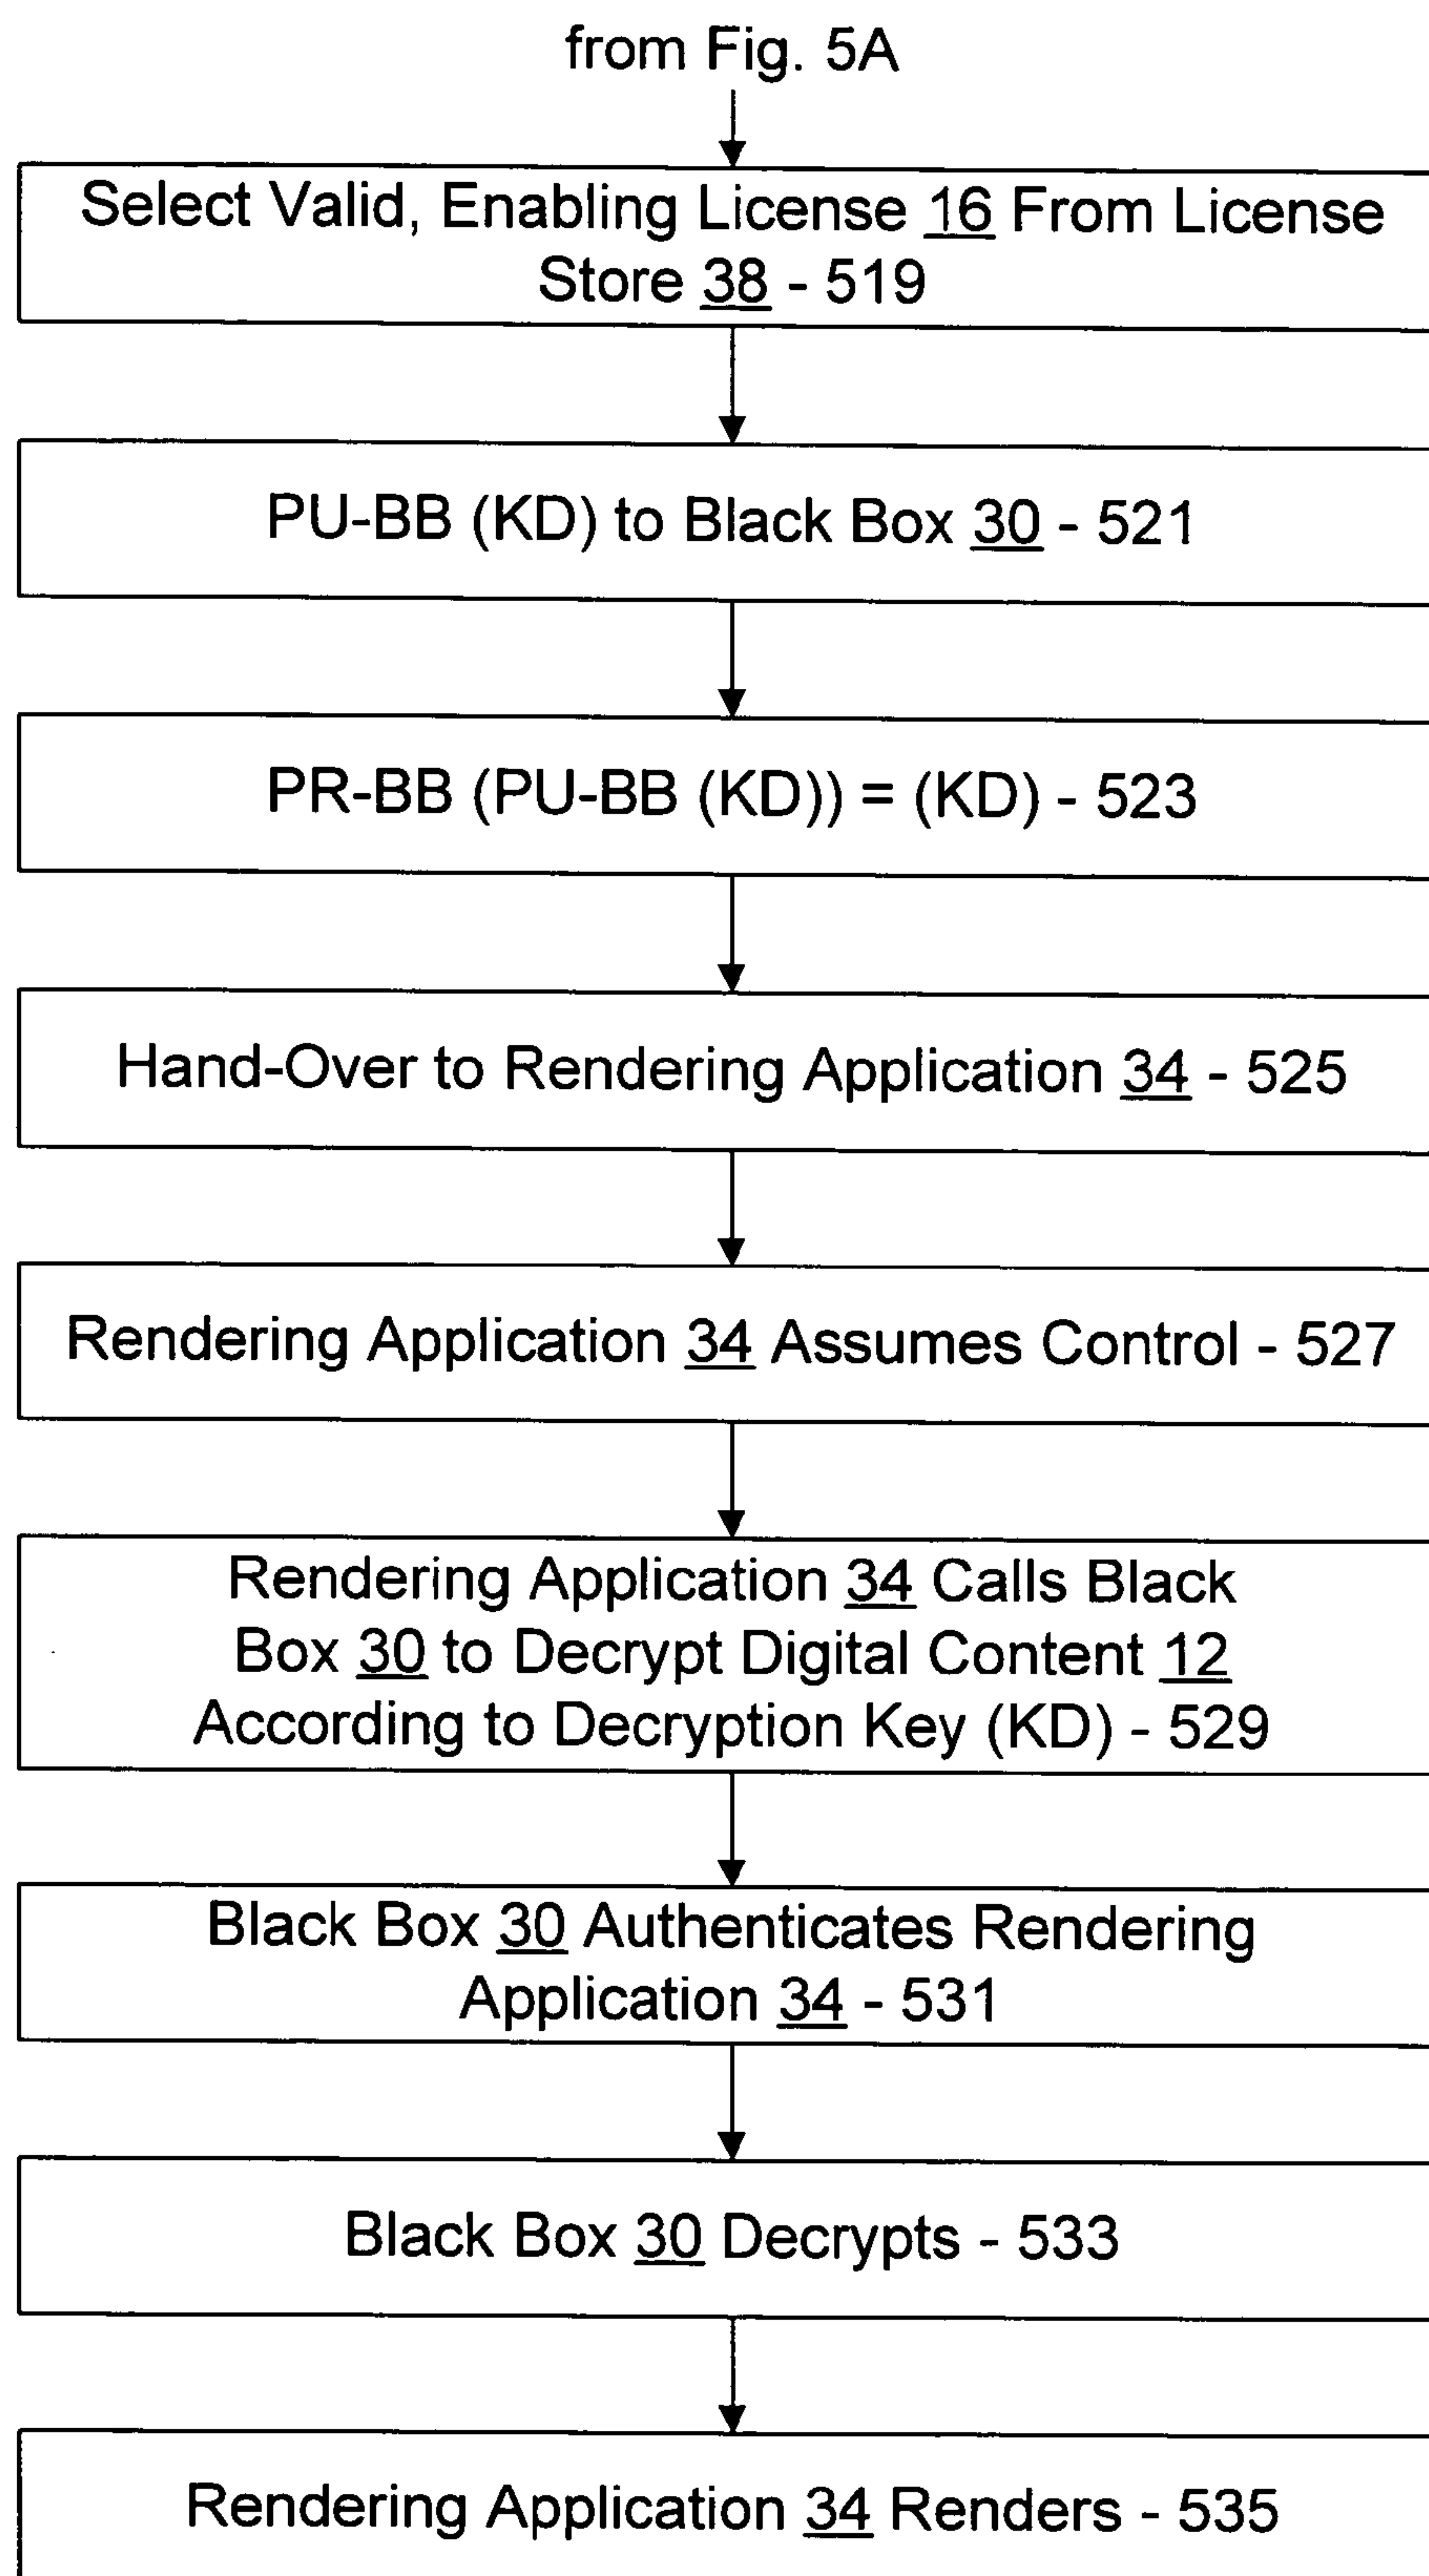 from Fig. 5A
Select Valid, Enabling License 16 From License
Store 38 - 519
PU-BB (KD) to Black Box 30 - 521
PR-BB (PU-BB (KD)) = (KD) - 523
Hand-Over to Rendering Application 34 - 525
Rendering Application 34 Assumes Control - 527
Rendering Application 34 Calls Black
Box 30 to Decrypt Digital Content 12
According to Decryption Key (KD) - 529
Black Box 30 Authenticates Rendering
Application 34 - 531
Black Box 30 Decrypts - 533
Rendering Application 34 Renders - 535